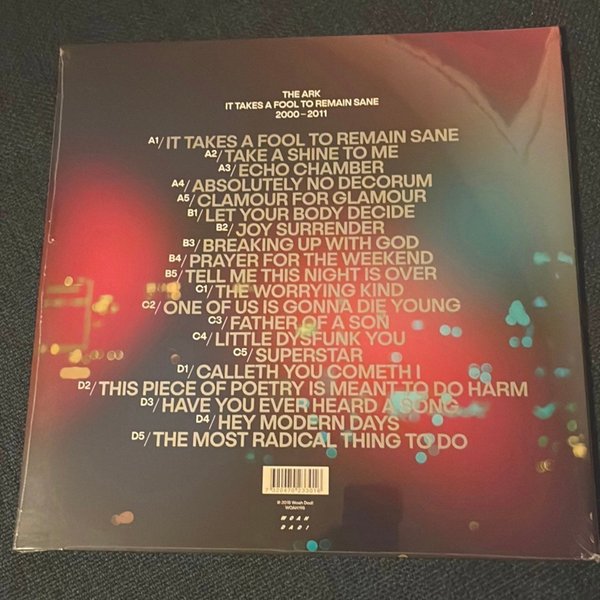 THE ARK
IT TAKES A FOOL TO REMAIN SANE
2000–2011
A1/IT TAKES A FOOL TO REMAIN SANE
A2/TAKE A SHINE TO ME
A3/ECHO CHAMBER
A4/ABSOLUTELY NO DECORUM
A5/CLAMOUR FOR GLAMOUR
B1/LET YOUR BODY DECIDE
B2/JOY SURRENDER
B3/BREAKING UP WITH GOD
B4/PRAYER FOR THE WEEKEND
B5/TELL ME THIS NIGHT IS OVER
C1/THE WORRYING KIND
C2/ONE OF US IS GONNA DIE YOUNG
C3/FATHER OF A SON
C4/LITTLE DYSFUNK YOU
C5/SUPERSTAR
D1/CALLETH YOU COMETH I
D2/THIS PIECE OF POETRY IS MEANT TO DO HARM
D3/HAVE YOU EVER HEARD A SONG
D4/HEY MODERN DAYS
D5/THE MOST RADICAL THING TO DO
WOAH
DADI